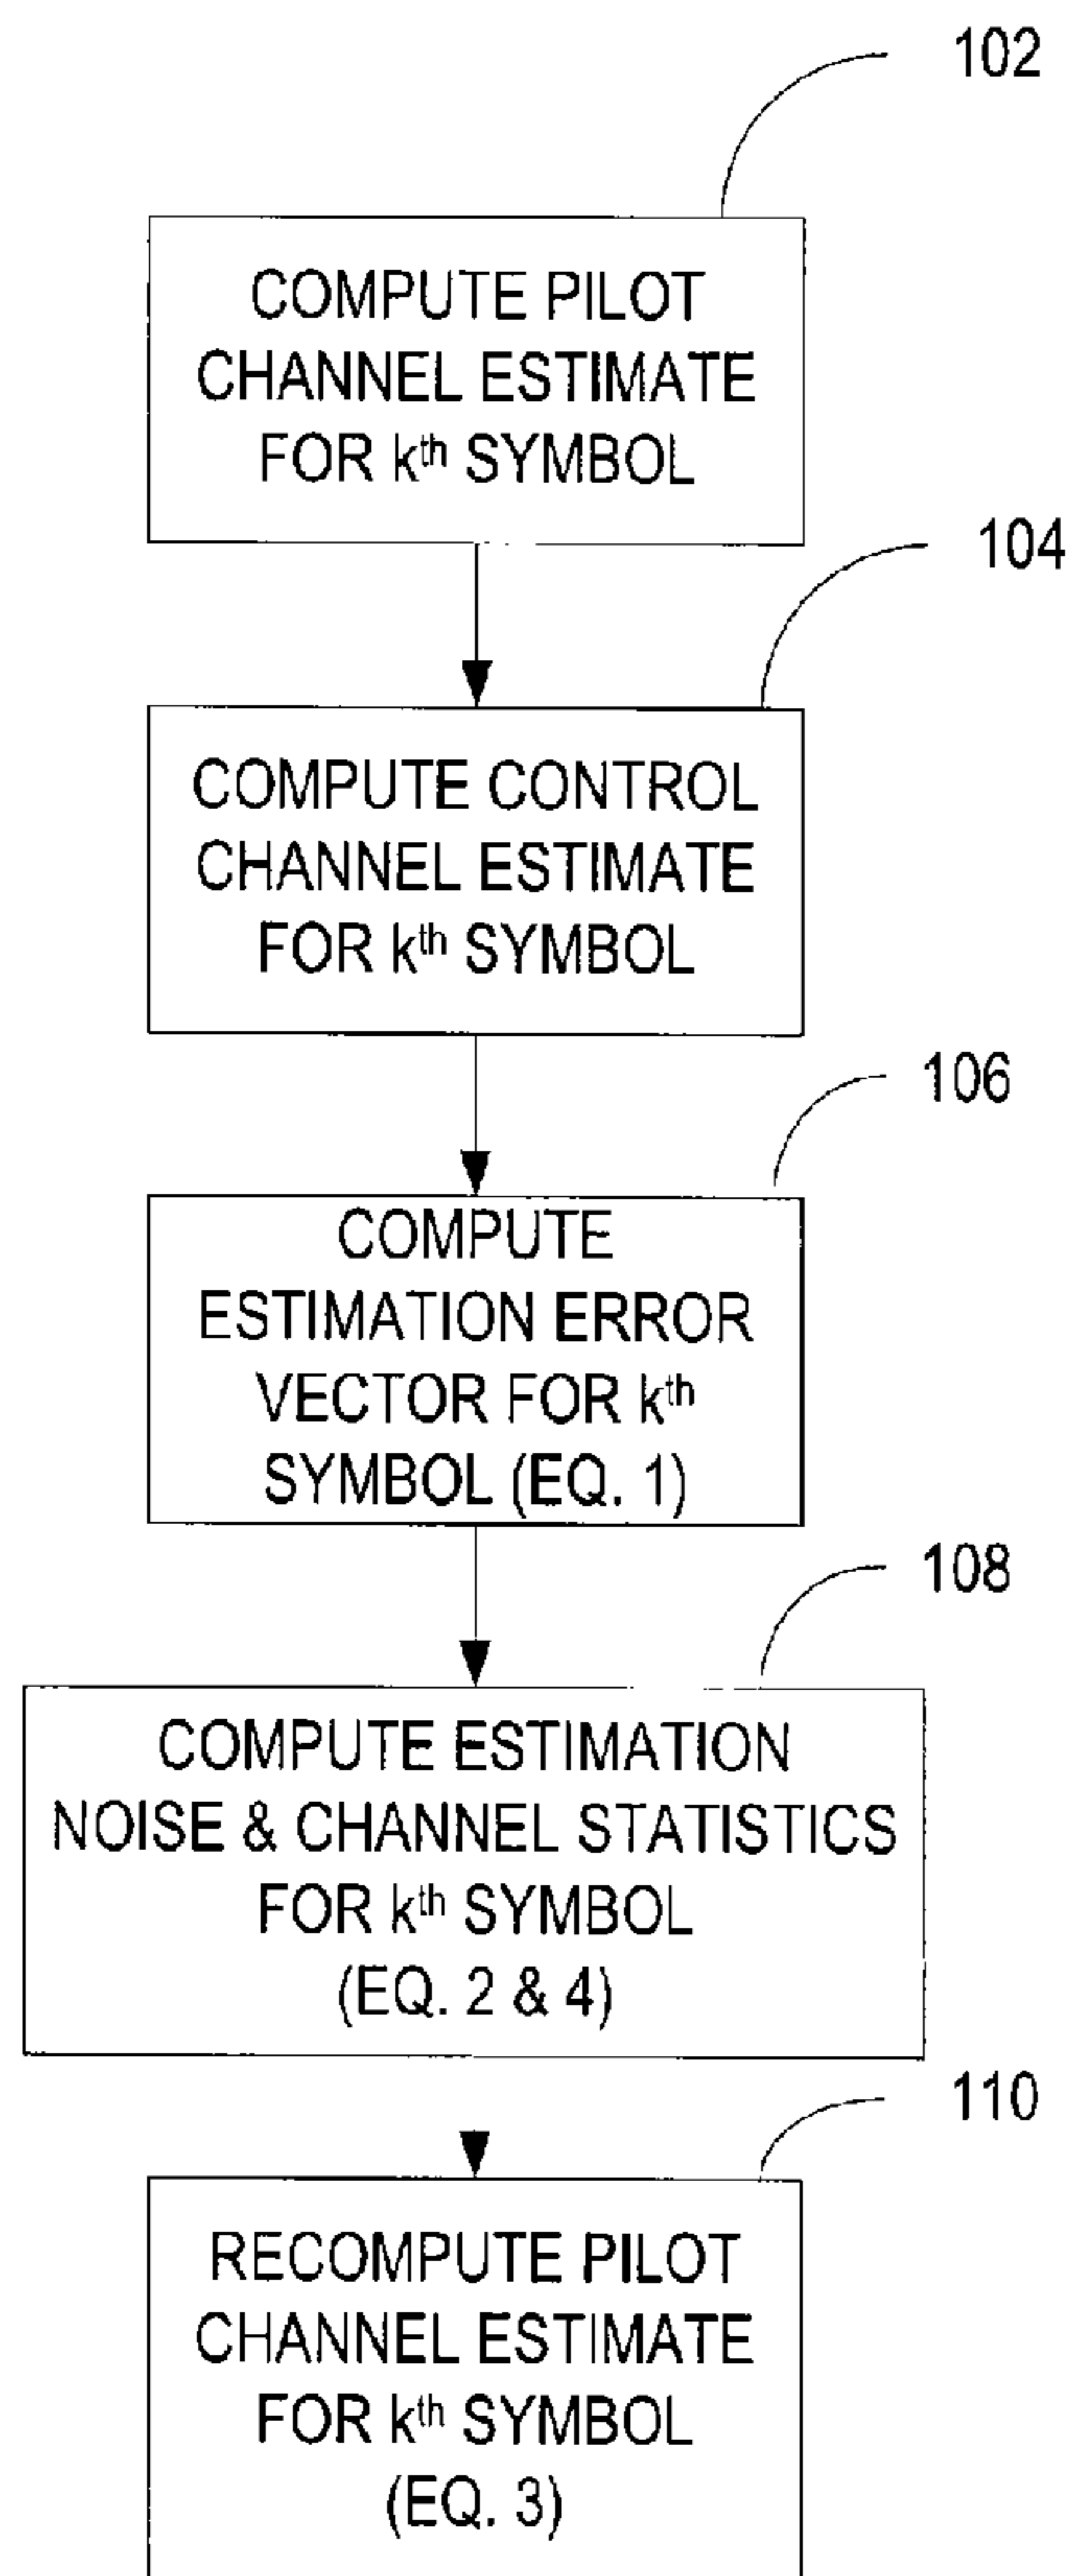 102
COMPUTE PILOT
CHANNEL ESTIMATE
FOR kth SYMBOL
104
COMPUTE CONTROL
CHANNEL ESTIMATE
FOR kth SYMBOL
106
COMPUTE
ESTIMATION ERROR
VECTOR FOR kth
SYMBOL (EQ. 1)
108
COMPUTE ESTIMATION
NOISE & CHANNEL STATISTICS
FOR kth SYMBOL
(EQ. 2 & 4)
110
RECOMPUTE PILOT
CHANNEL ESTIMATE
FOR kth SYMBOL
(EQ. 3)